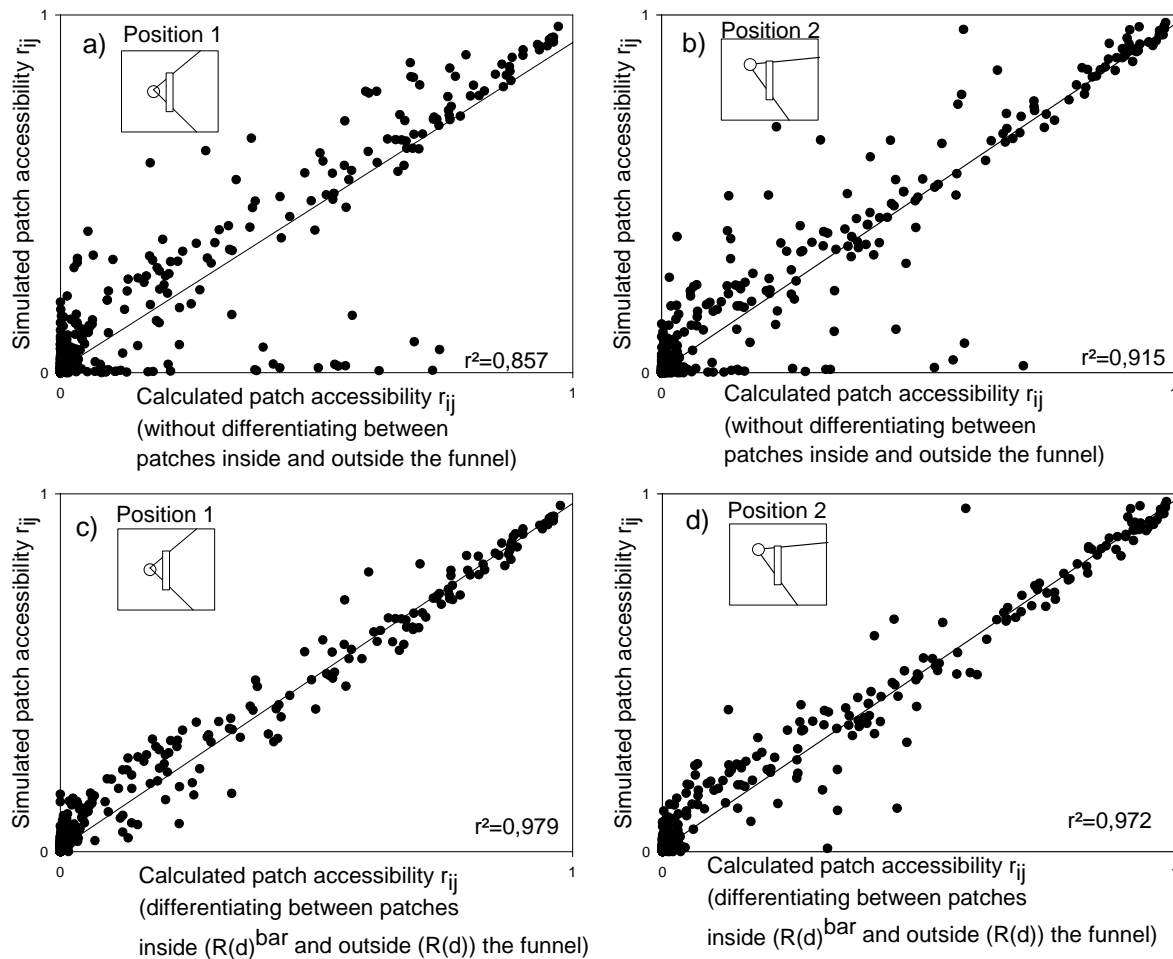 1
a)
Position 1
Simulated patch accessibility rij
r²=0,857
0
0
1
Calculated patch accessibility rij
(without differentiating between
patches inside and outside the funnel)
b)
Position 2
Simulated patch accessibility rij
r²=0,915
0
1
Calculated patch accessibility rij
(without differentiating between
patches inside and outside the funnel)
1
c)
Position 1
Simulated patch accessibility rij
r²=0,979
0
0
1
Calculated patch accessibility rij
(differentiating between patches
inside (R(d)bar and outside (R(d)) the funnel)
d)
Position 2
Simulated patch accessibility rij
r²=0,972
0
1
Calculated patch accessibility rij
(differentiating between patches
inside (R(d)bar and outside (R(d)) the funnel)